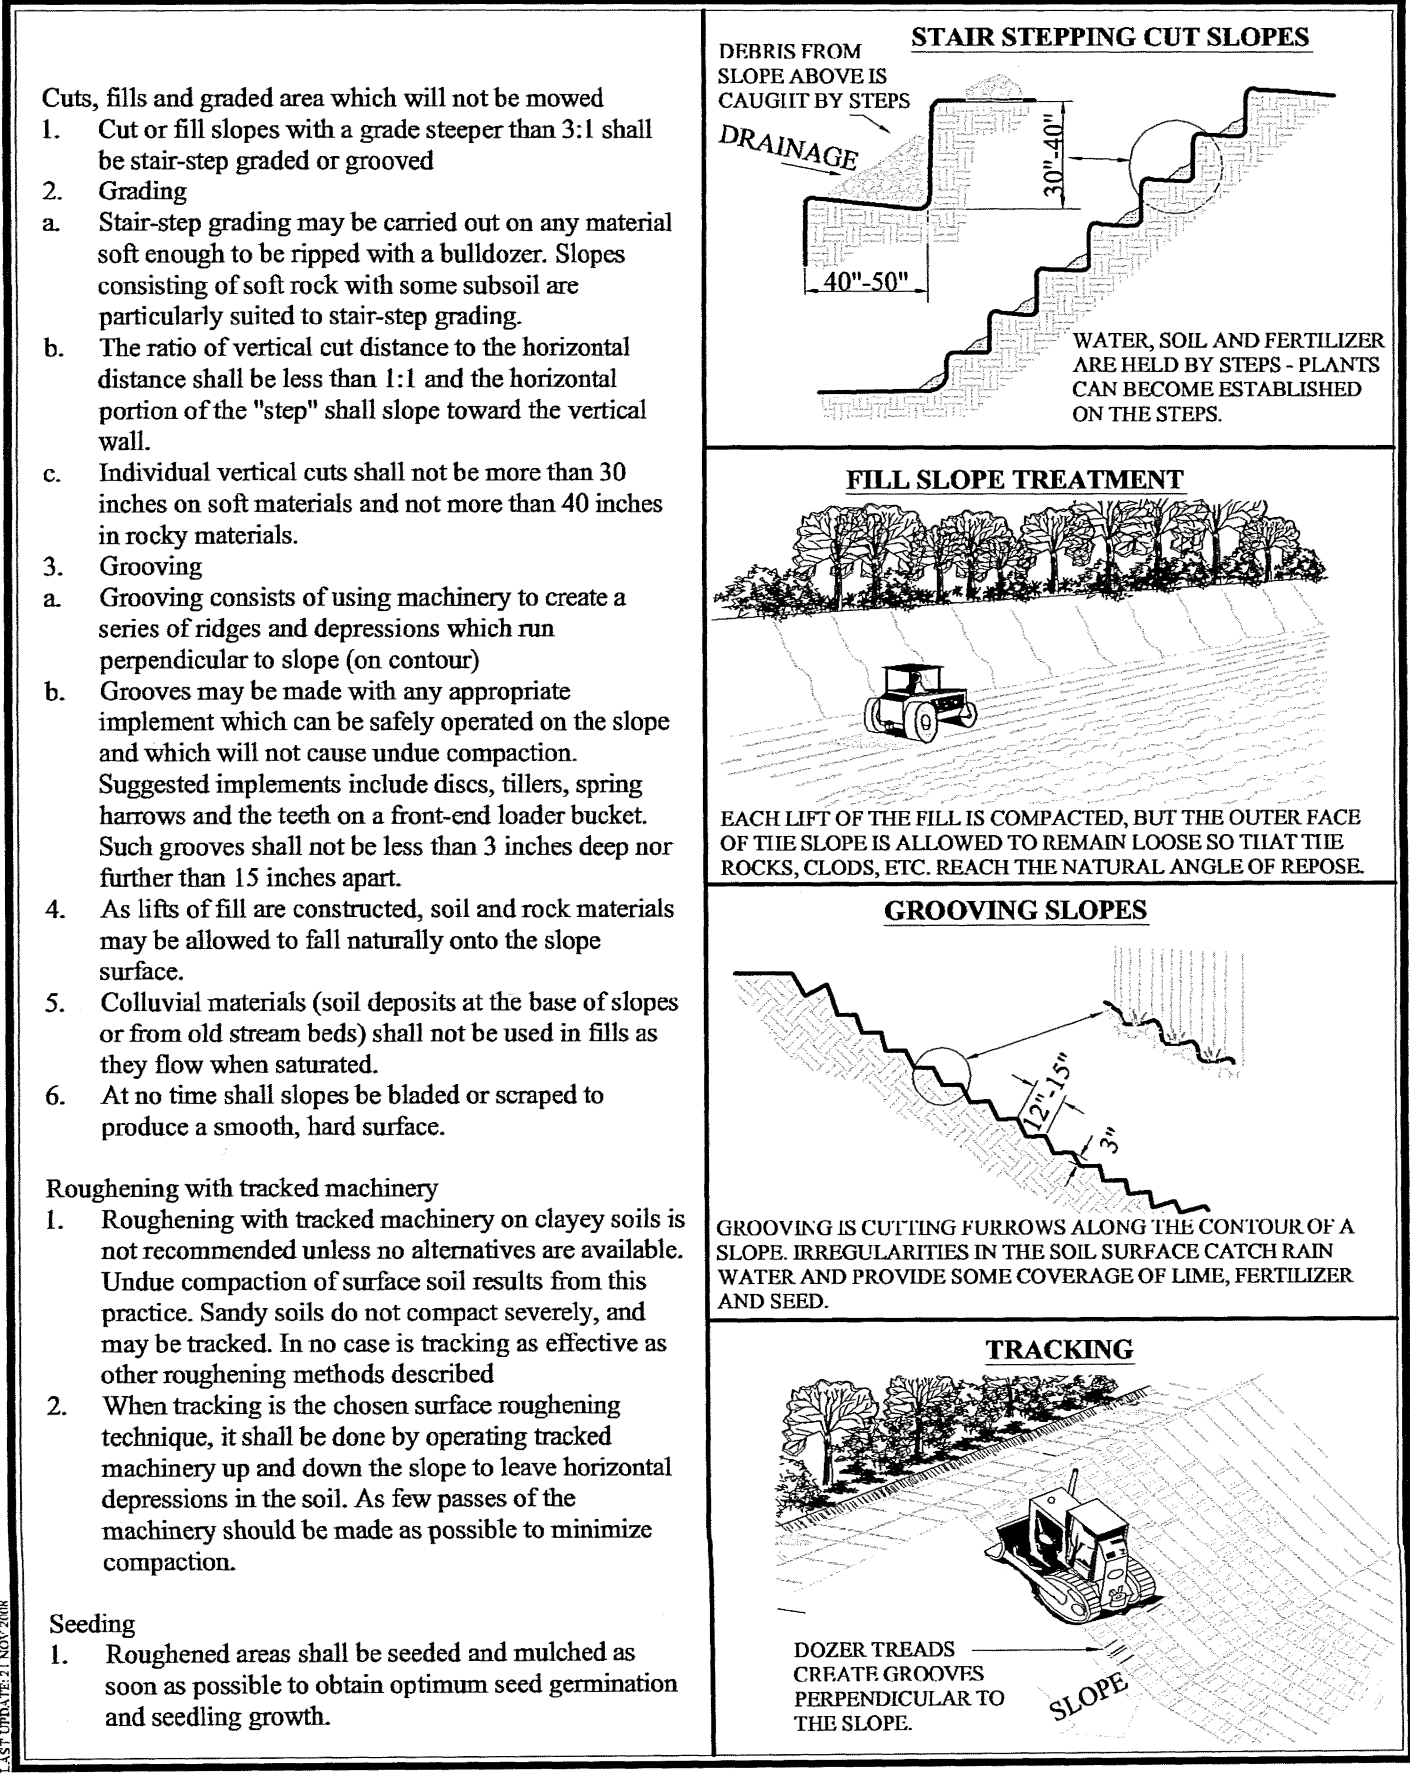 Cuts, fills and graded area which will not be mowed
1. Cut or fill slopes with a grade steeper than 3:1 shall
be stair-step graded or grooved
2. Grading
a. Stair-step grading may be carried out on any material
soft enough to be ripped with a bulldozer. Slopes
consisting of soft rock with some subsoil are
particularly suited to stair-step grading.
b. The ratio of vertical cut distance to the horizontal
distance shall be less than 1:1 and the horizontal
portion of the "step" shall slope toward the vertical
wall.
c. Individual vertical cuts shall not be more than 30
inches on soft materials and not more than 40 inches
in rocky materials.
3. Grooving
a. Grooving consists of using machinery to create a
series of ridges and depressions which run
perpendicular to slope (on contour)
b. Grooves may be made with any appropriate
implement which can be safely operated on the slope
and which will not cause undue compaction.
Suggested implements include discs, tillers, spring
harrows and the teeth on a front-end loader bucket.
Such grooves shall not be less than 3 inches deep nor
further than 15 inches apart.
4. As lifts of fill are constructed, soil and rock materials
may be allowed to fall naturally onto the slope
surface.
5. Colluvial materials (soil deposits at the base of slopes
or from old stream beds) shall not be used in fills as
they flow when saturated.
6. At no time shall slopes be bladed or scraped to
produce a smooth, hard surface.
Roughening with tracked machinery
1. Roughening with tracked machinery on clayey soils is
not recommended unless no alternatives are available.
Undue compaction of surface soil results from this
practice. Sandy soils do not compact severely, and
may be tracked. In no case is tracking as effective as
other roughening methods described
2. When tracking is the chosen surface roughening
technique, it shall be done by operating tracked
machinery up and down the slope to leave horizontal
depressions in the soil. As few passes of the
machinery should be made as possible to minimize
compaction.
Seeding
1. Roughened areas shall be seeded and mulched as
soon as possible to obtain optimum seed germination
and seedling growth.
LAST UPDATE: 21 NOV 2008
STAIR STEPPING CUT SLOPES
DEBRIS FROM
SLOPE ABOVE IS
CAUGHT BY STEPS
DRAINAGE
30"-40"
40"-50"
WATER, SOIL AND FERTILIZER
ARE HELD BY STEPS - PLANTS
CAN BECOME ESTABLISHED
ON THE STEPS.
FILL SLOPE TREATMENT
EACH LIFT OF THE FILL IS COMPACTED, BUT THE OUTER FACE
OF THE SLOPE IS ALLOWED TO REMAIN LOOSE SO THAT THE
ROCKS, CLODS, ETC. REACH THE NATURAL ANGLE OF REPOSE.
GROOVING SLOPES
12"-15"
3"
GROOVING IS CUTTING FURROWS ALONG THE CONTOUR OF A
SLOPE. IRREGULARITIES IN THE SOIL SURFACE CATCH RAIN
WATER AND PROVIDE SOME COVERAGE OF LIME, FERTILIZER
AND SEED.
TRACKING
DOZER TREADS
CREATE GROOVES
PERPENDICULAR TO
THE SLOPE.
SLOPE